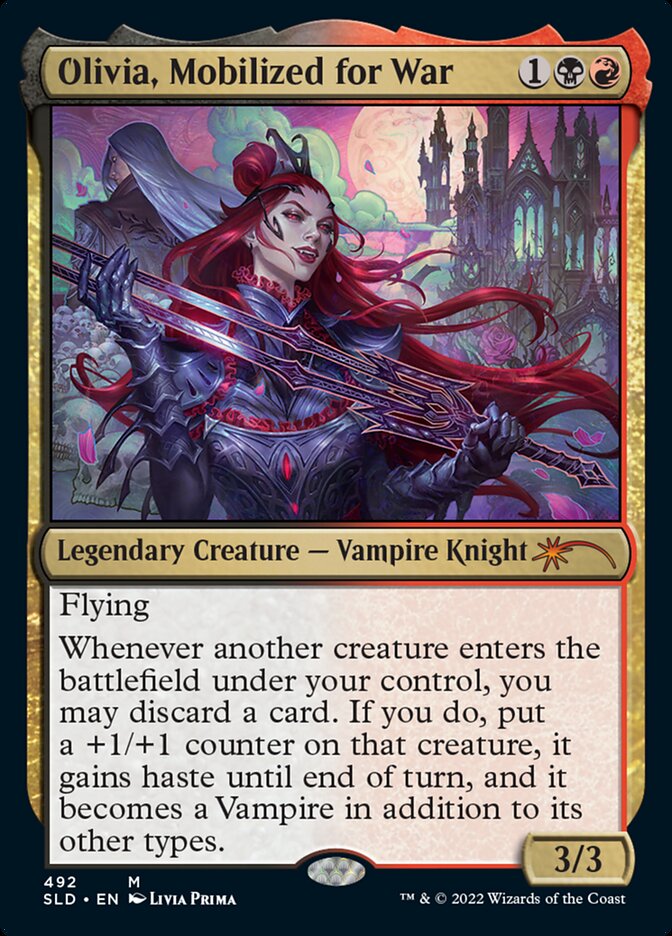 Olivia, Mobilized for War 1
Legendary Creature — Vampire Knight
Flying
Whenever another creature enters the
battlefield under your control, you
may discard a card. If you do, put
a +1/+1 counter on that creature, it
gains haste until end of turn, and it
becomes a Vampire in addition to its
other types.
3/3
492 M
SLD • EN Livia Prima
™ & © 2022 Wizards of the Coast